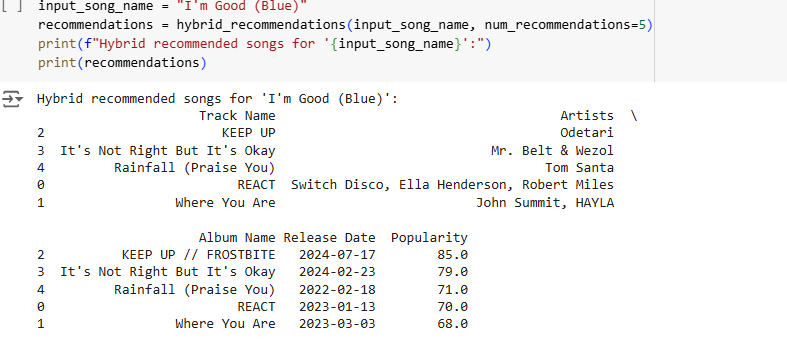 [ ] input_song_name = "I'm Good (Blue)"
recommendations = hybrid_recommendations(input_song_name, num_recommendations=5)
print(f"Hybrid recommended songs for '{input_song_name}':")
print(recommendations)
Hybrid recommended songs for 'I'm Good (Blue)':
Track Name Artists \
2 KEEP UP Odetari
3 It's Not Right But It's Okay Mr. Belt & Wezol
4 Rainfall (Praise You) Tom Santa
0 REACT Switch Disco, Ella Henderson, Robert Miles
1 Where You Are John Summit, HAYLA
Album Name Release Date Popularity
2 KEEP UP // FROSTBITE 2024-07-17 85.0
3 It's Not Right But It's Okay 2024-02-23 79.0
4 Rainfall (Praise You) 2022-02-18 71.0
0 REACT 2023-01-13 70.0
1 Where You Are 2023-03-03 68.0